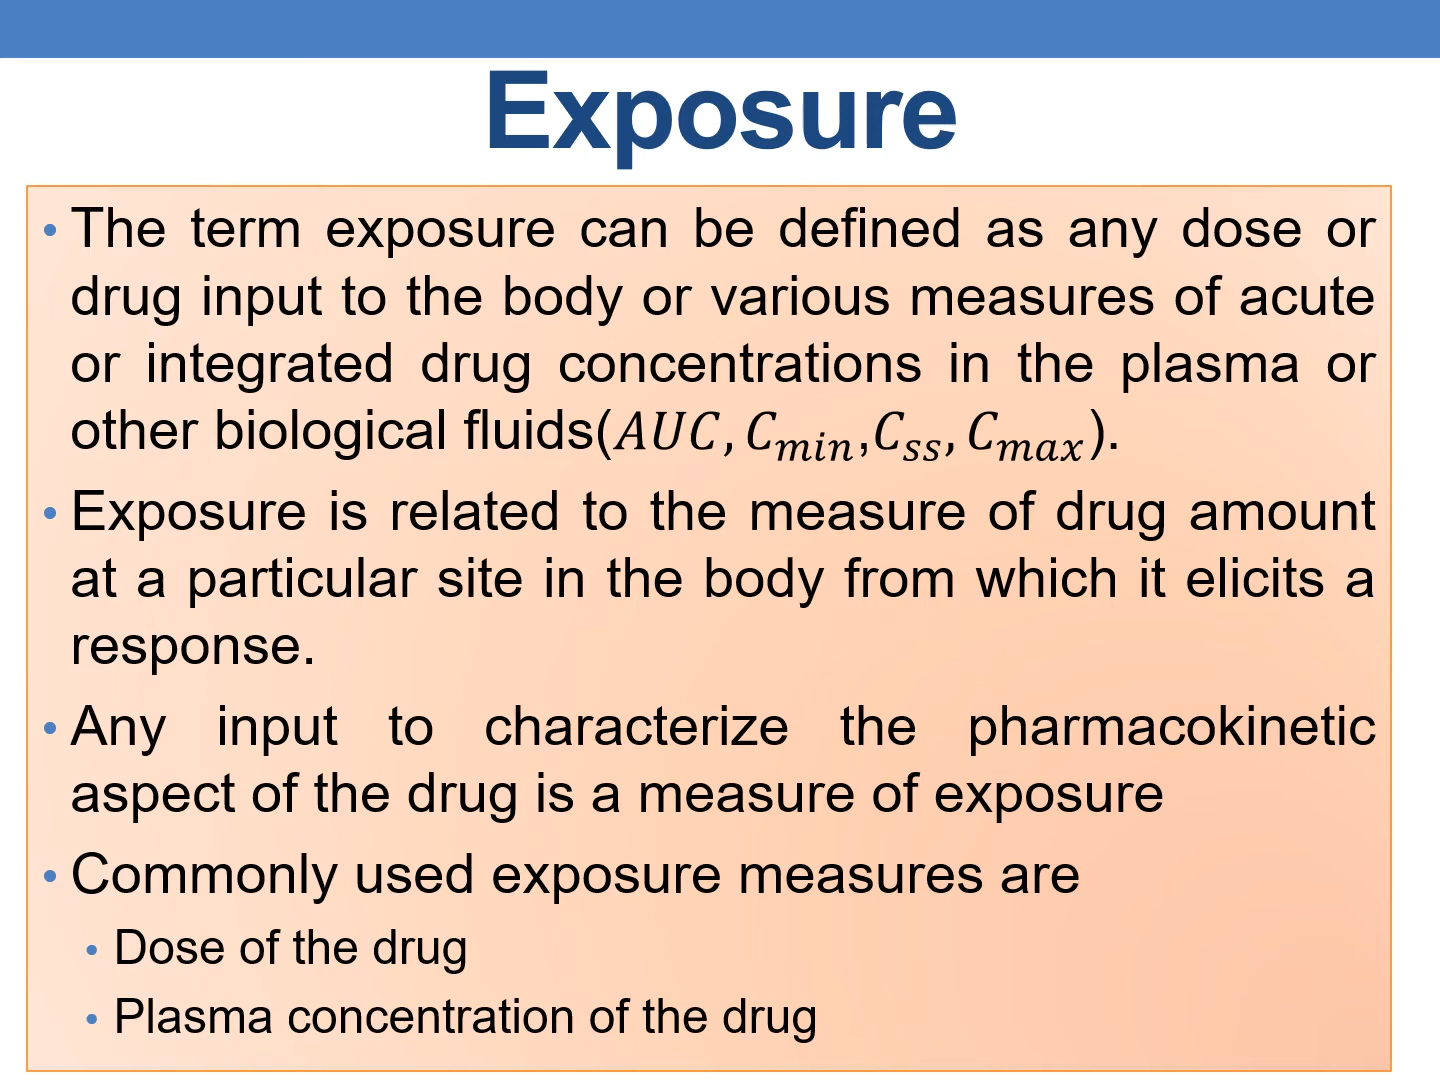 Exposure
• The term exposure can be defined as any dose or
drug input to the body or various measures of acute
or integrated drug concentrations in the plasma or
other biological fluids(𝐴𝑈𝐶, 𝐶𝑚𝑖𝑛,𝐶𝑠𝑠, 𝐶𝑚𝑎𝑥).
• Exposure is related to the measure of drug amount
at a particular site in the body from which it elicits a
response.
• Any input to characterize the pharmacokinetic
aspect of the drug is a measure of exposure
• Commonly used exposure measures are
• Dose of the drug
• Plasma concentration of the drug